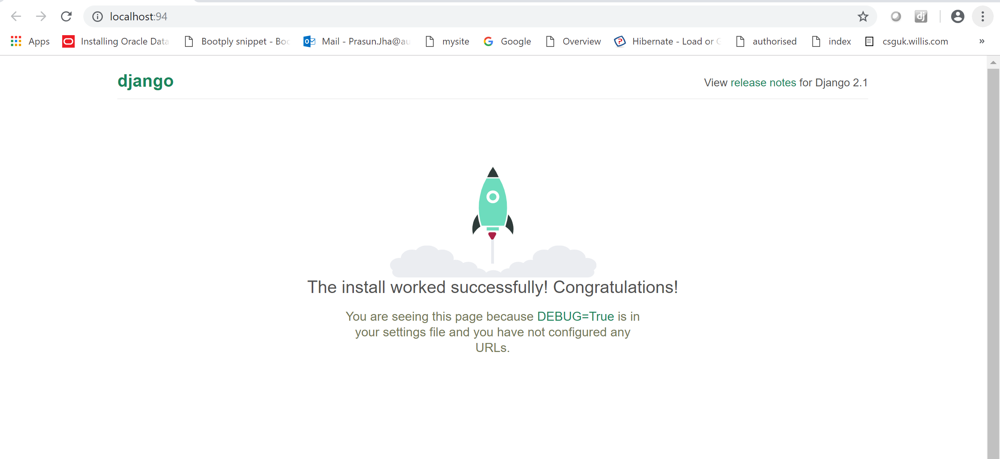 localhost:94
dj
Apps
Installing Oracle Data
Bootply snippet - Boo
Mail - Prasun.Jha@au
mysite
Google
Overview
Hibernate - Load or G
authorised
index
csguk.willis.com
»
django
View release notes for Django 2.1
The install worked successfully! Congratulations!
You are seeing this page because DEBUG=True is in
your settings file and you have not configured any
URLs.